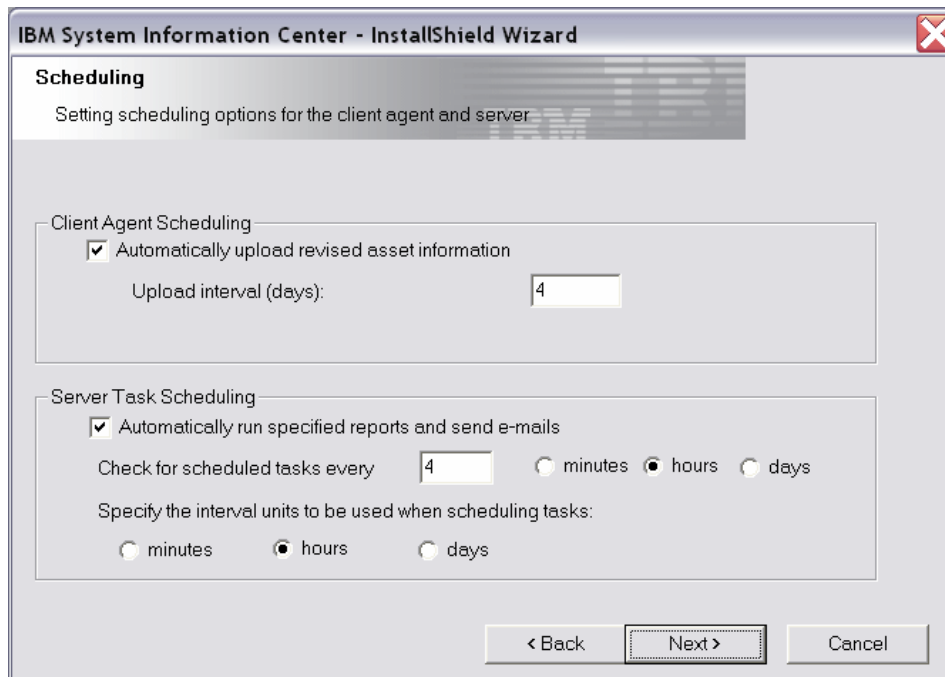 IBM System Information Center - InstallShield Wizard
Scheduling
Setting scheduling options for the client agent and server
IBM
Client Agent Scheduling
Automatically upload revised asset information
Upload interval (days): 4
Server Task Scheduling
Automatically run specified reports and send e-mails
Check for scheduled tasks every 4 minutes hours days
Specify the interval units to be used when scheduling tasks:
minutes hours days
< Back Next > Cancel